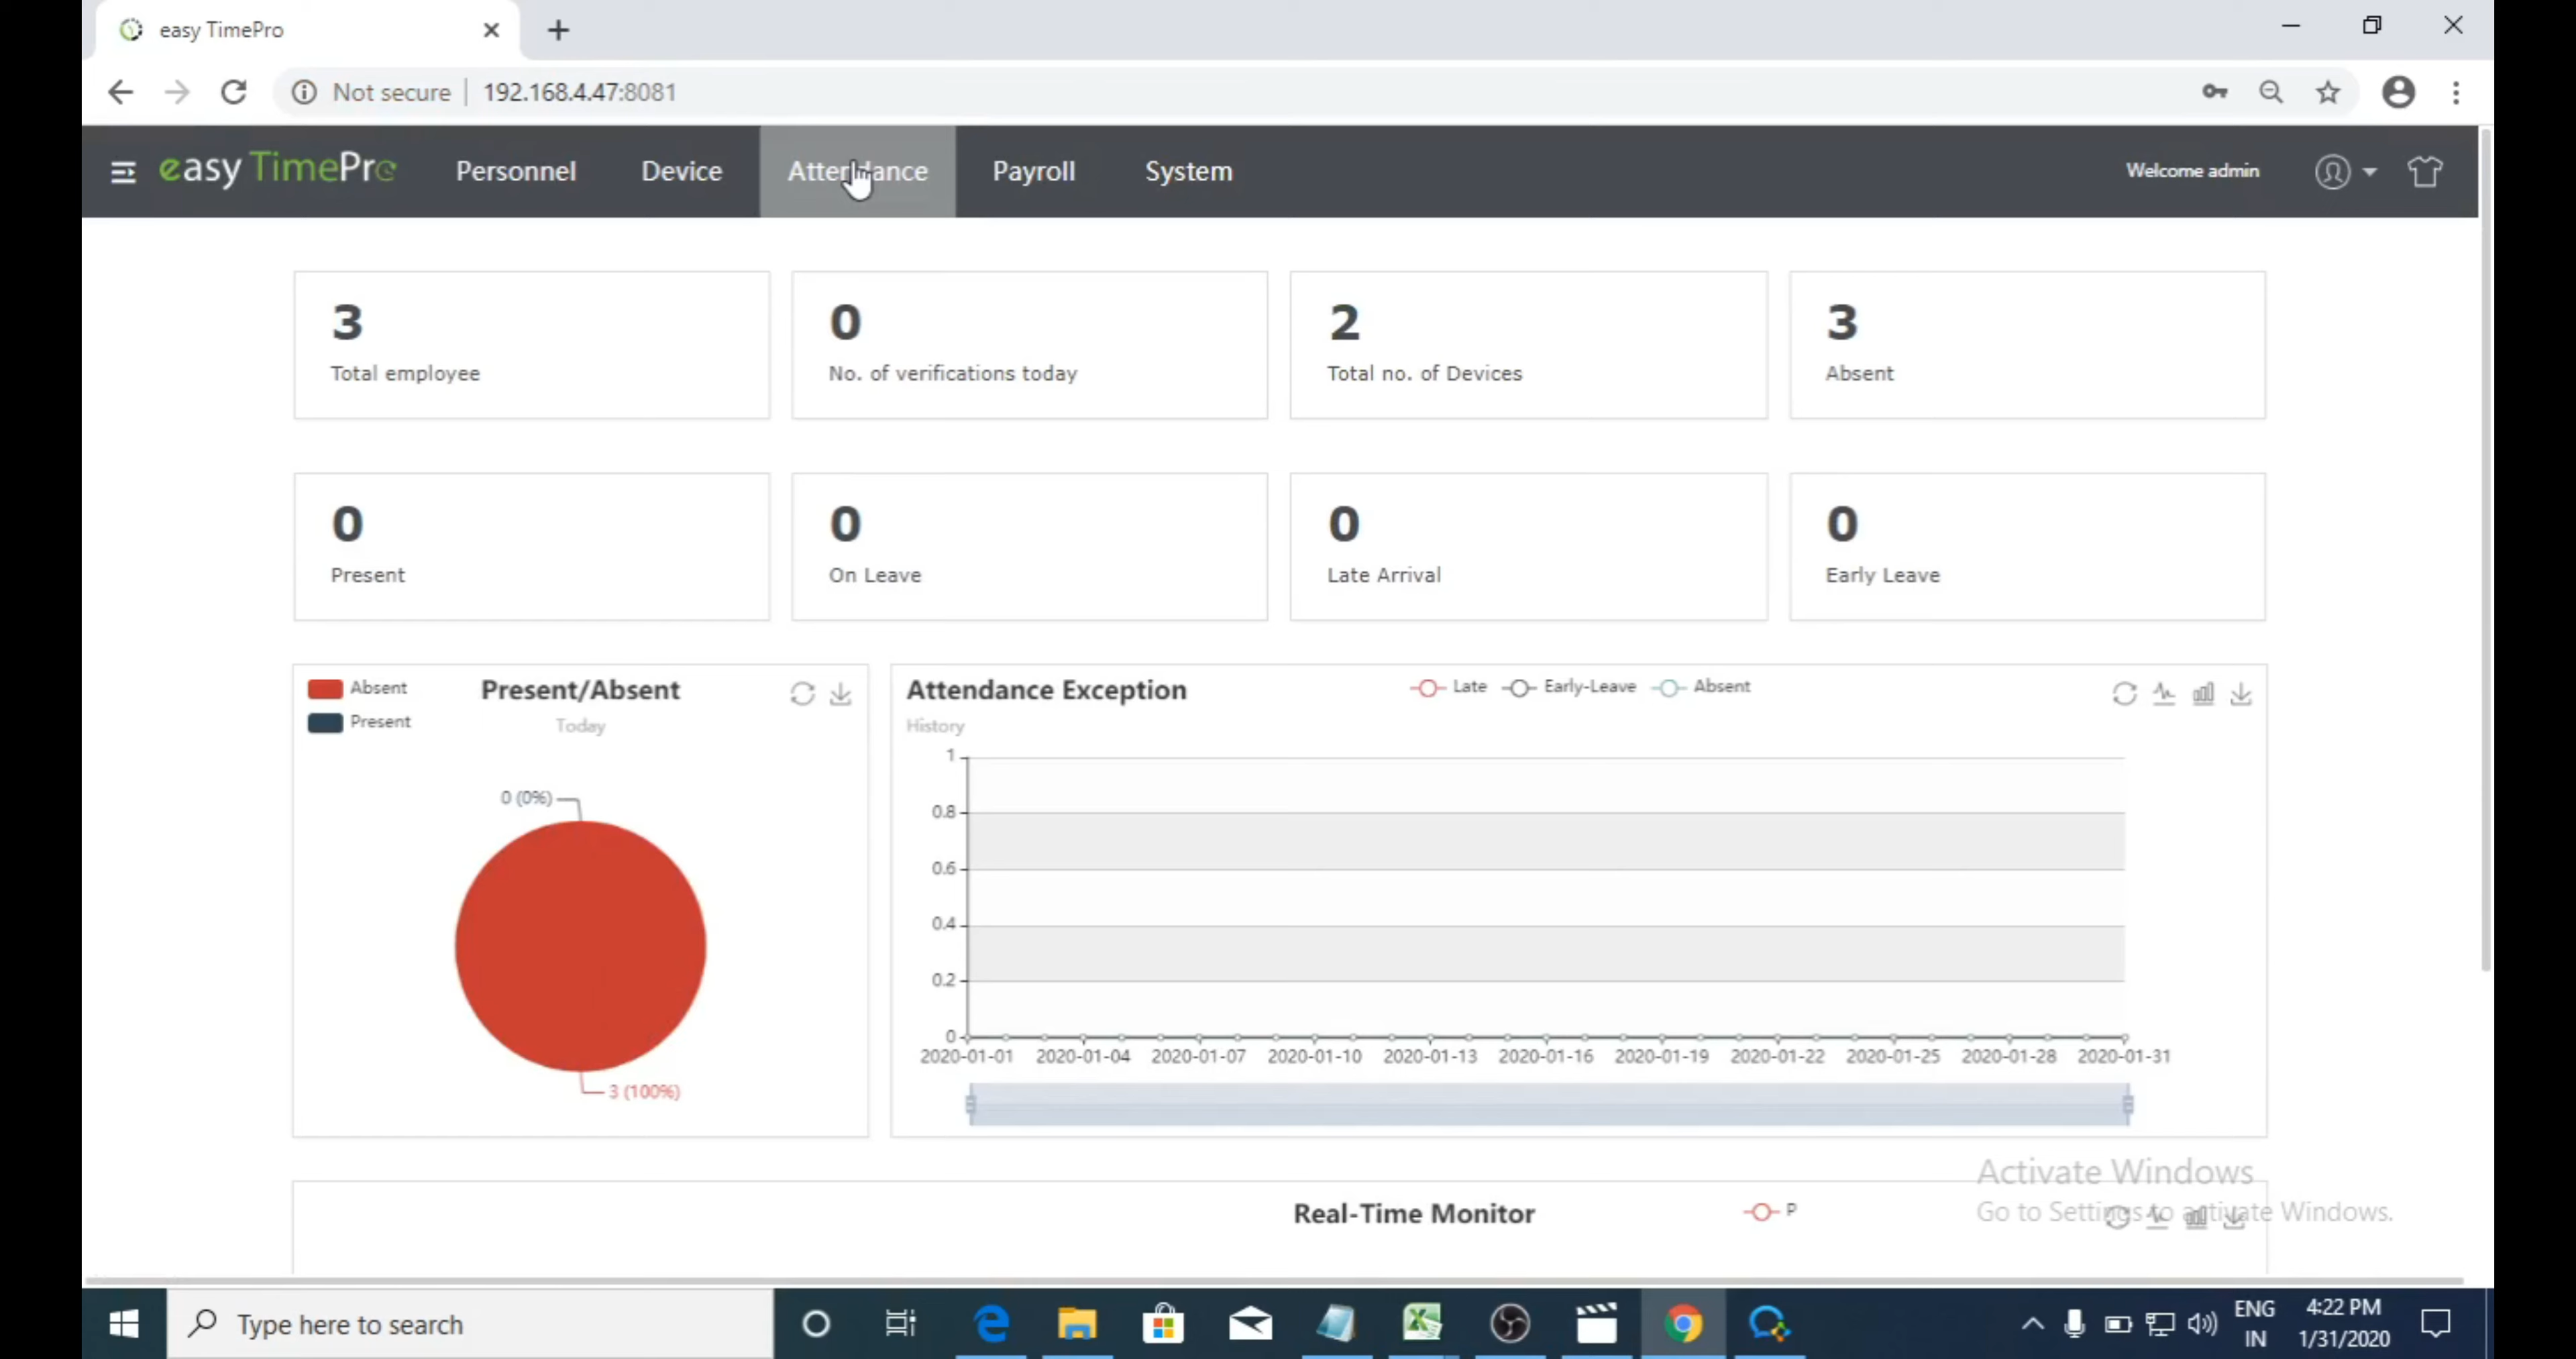 easy TimePro
Not secure | 192.168.4.47:8081
easy TimePro Personnel Device Attendance Payroll System Welcome admin
3
Total employee
0
No. of verifications today
2
Total no. of Devices
3
Absent
0
Present
0
On Leave
0
Late Arrival
0
Early Leave
Absent
Present
Present/Absent
Today
0 (0%)
3 (100%)
Attendance Exception
History
Late Early-Leave Absent
1
0.8
0.6
0.4
0.2
0
2020-01-01 2020-01-04 2020-01-07 2020-01-10 2020-01-13 2020-01-16 2020-01-19 2020-01-22 2020-01-25 2020-01-28 2020-01-31
Real-Time Monitor
P
Activate Windows
Go to Settings to activate Windows.
Type here to search
ENG
IN
4:22 PM
1/31/2020